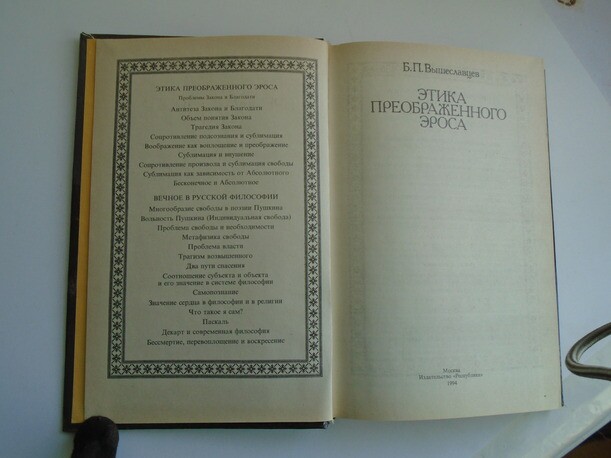 ЭТИКА ПРЕОБРАЖЕННОГО ЭРОСА
Проблемы Закона и Благодати
Антитеза Закона и Благодати
Объем понятия Закона
Трагедия Закона
Сопротивление подсознания и сублимация
Воображение как воплощение и преображение
Сублимация и внушение
Сопротивление произвола и сублимация свободы
Сублимация как зависимость от Абсолютного
Бесконечное и Абсолютное
ВЕЧНОЕ В РУССКОЙ ФИЛОСОФИИ
Многообразие свободы в поэзии Пушкина
Вольность Пушкина (Индивидуальная свобода)
Проблема свободы и необходимости
Метафизика свободы
Проблема власти
Трагизм возвышенного
Два пути спасения
Соотношение субъекта и объекта
и его значение в системе философии
Самопознание
Значение сердца в философии и в религии
Что такое я сам?
Паскаль
Декарт и современная философия
Бессмертие, перевоплощение и воскресение
Б.П. Вышеславцев
ЭТИКА
ПРЕОБРАЖЕННОГО
ЭРОСА
Москва
Издательство «Республика»
1994